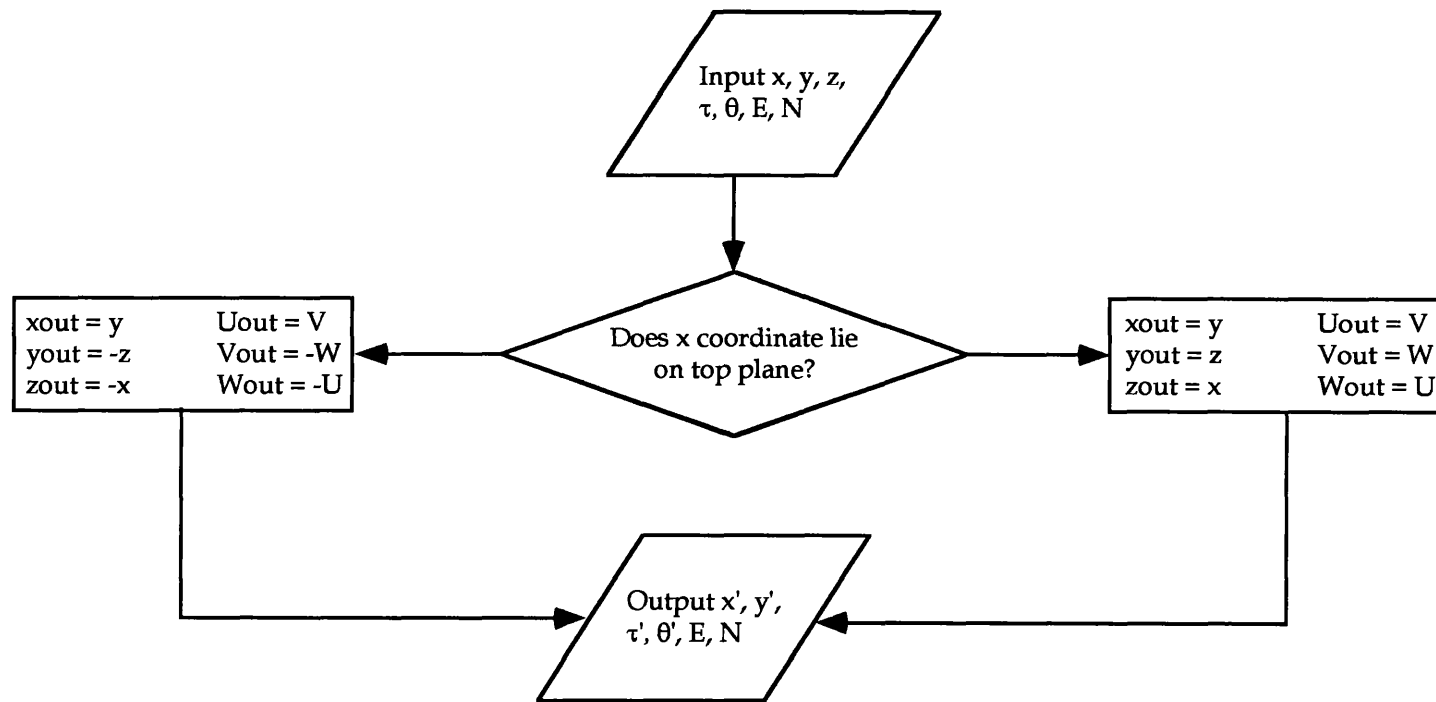 Input x, y, z,
τ, θ, E, N
Does x coordinate lie
on top plane?
xout = y Uout = V
yout = -z Vout = -W
zout = -x Wout = -U
xout = y Uout = V
yout = z Vout = W
zout = x Wout = U
Output x', y',
τ', θ', E, N